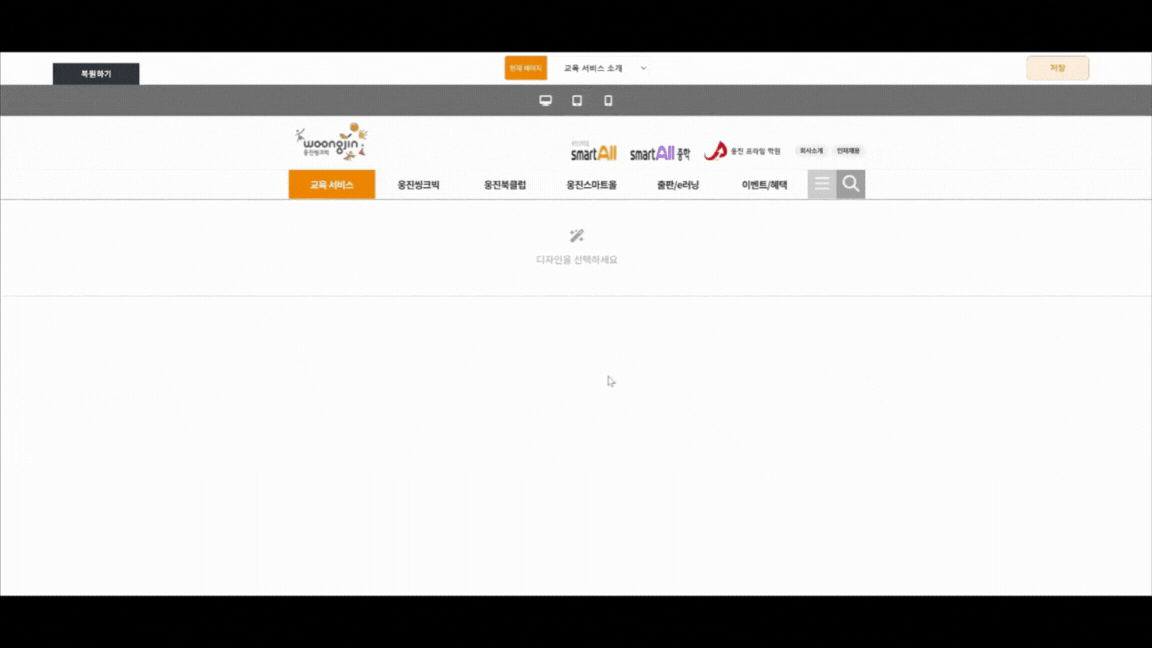 복원하기
현재 페이지
교육 서비스 소개
저장
woongjin
웅진씽크빅
smartAll
smartAll 중학
웅진 프라임 학원
회사소개
인재채용
교육 서비스
웅진씽크빅
웅진북클럽
웅진스마트올
출판/e러닝
이벤트/혜택
디자인을 선택하세요